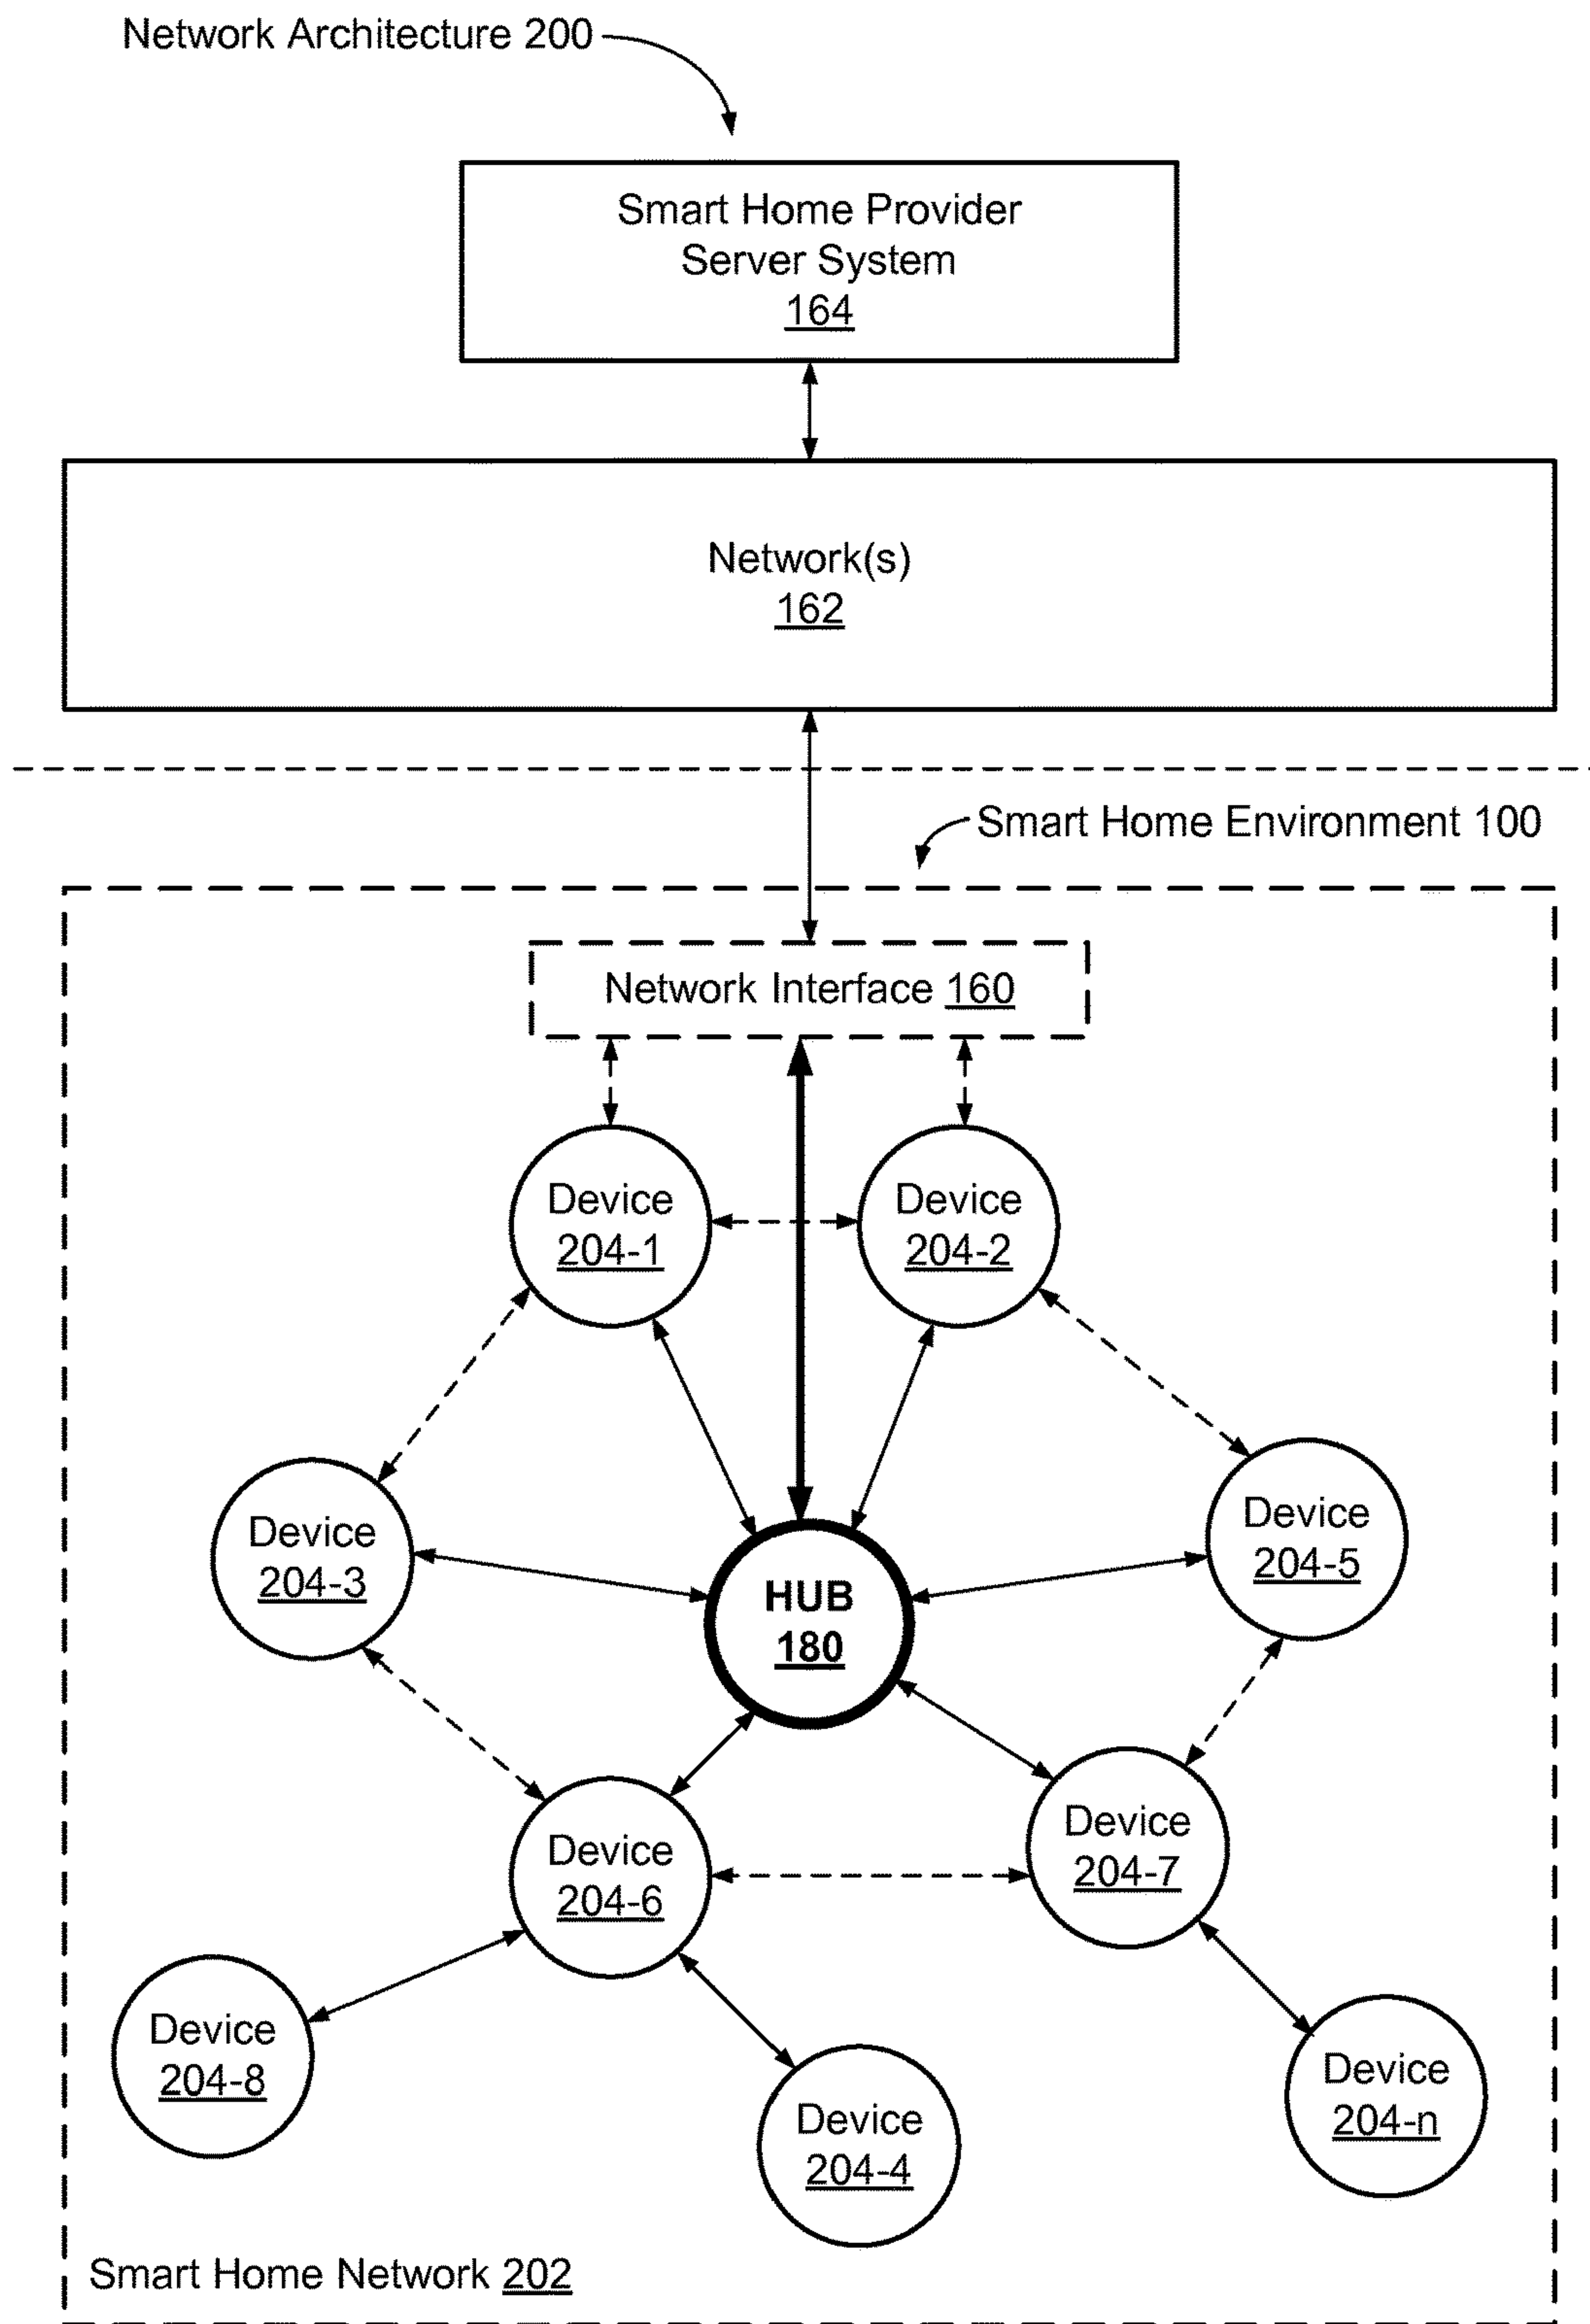 Network Architecture 200
Smart Home Provider
Server System
164
Network(s)
162
Smart Home Environment 100
Network Interface 160
Device
204-1
Device
204-2
Device
204-3
Device
204-5
HUB
180
Device
204-6
Device
204-7
Device
204-8
Device
204-4
Device
204-n
Smart Home Network 202